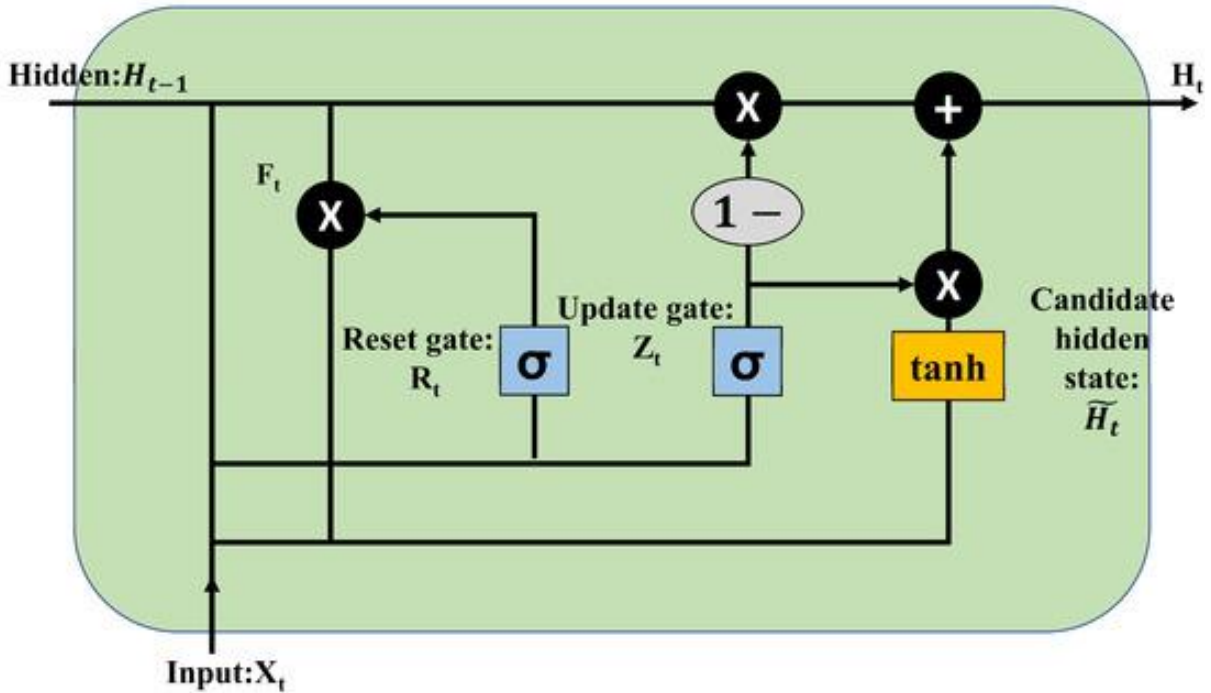 Hidden:H_{t-1}
H_t
X
+
F_t
X
1 −
X
Reset gate:
R_t
σ
Update gate:
Z_t
σ
tanh
Candidate
hidden
state:
H̃_t
Input:X_t